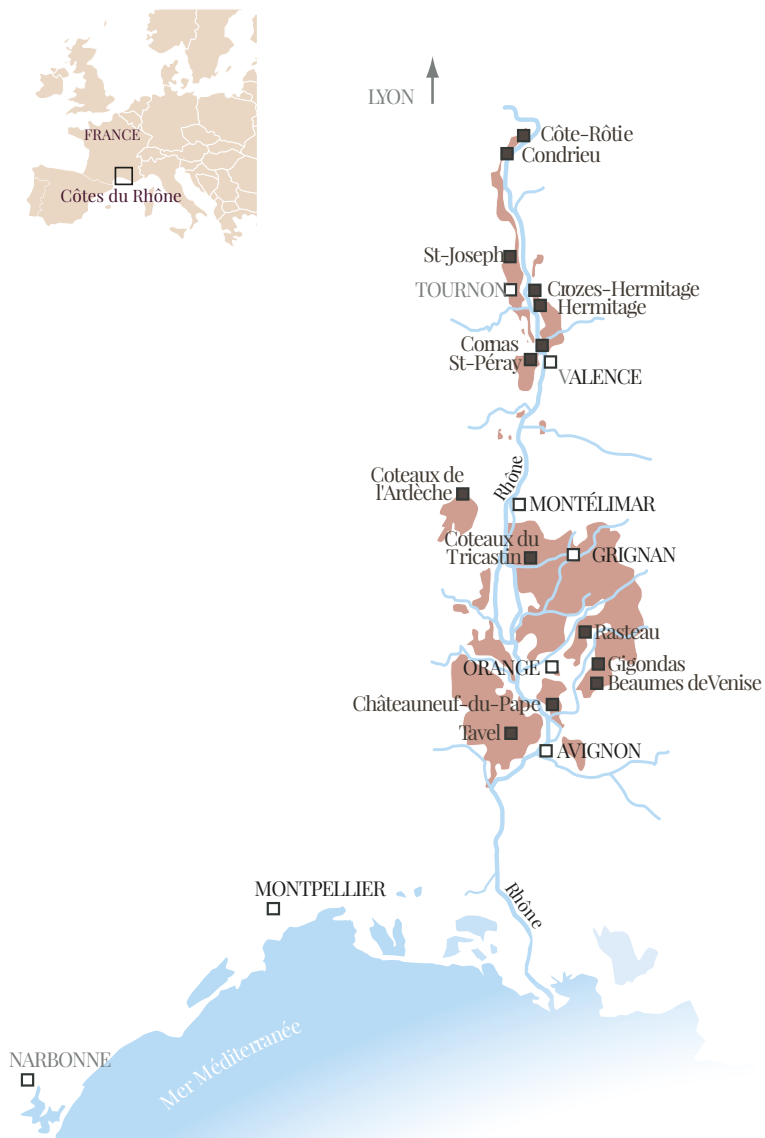 FRANCE
Côtes du Rhône
LYON
Côte-Rôtie
Condrieu
St-Joseph
TOURNON
Crozes-Hermitage
Hermitage
Cornas
St-Péray
VALENCE
Rhône
Coteaux de
l'Ardèche
MONTÉLIMAR
Coteaux du
Tricastin
GRIGNAN
Rasteau
ORANGE
Gigondas
Beaumes de Venise
Châteauneuf-du-Pape
Tavel
AVIGNON
MONTPELLIER
Rhône
Mer Méditerranée
NARBONNE